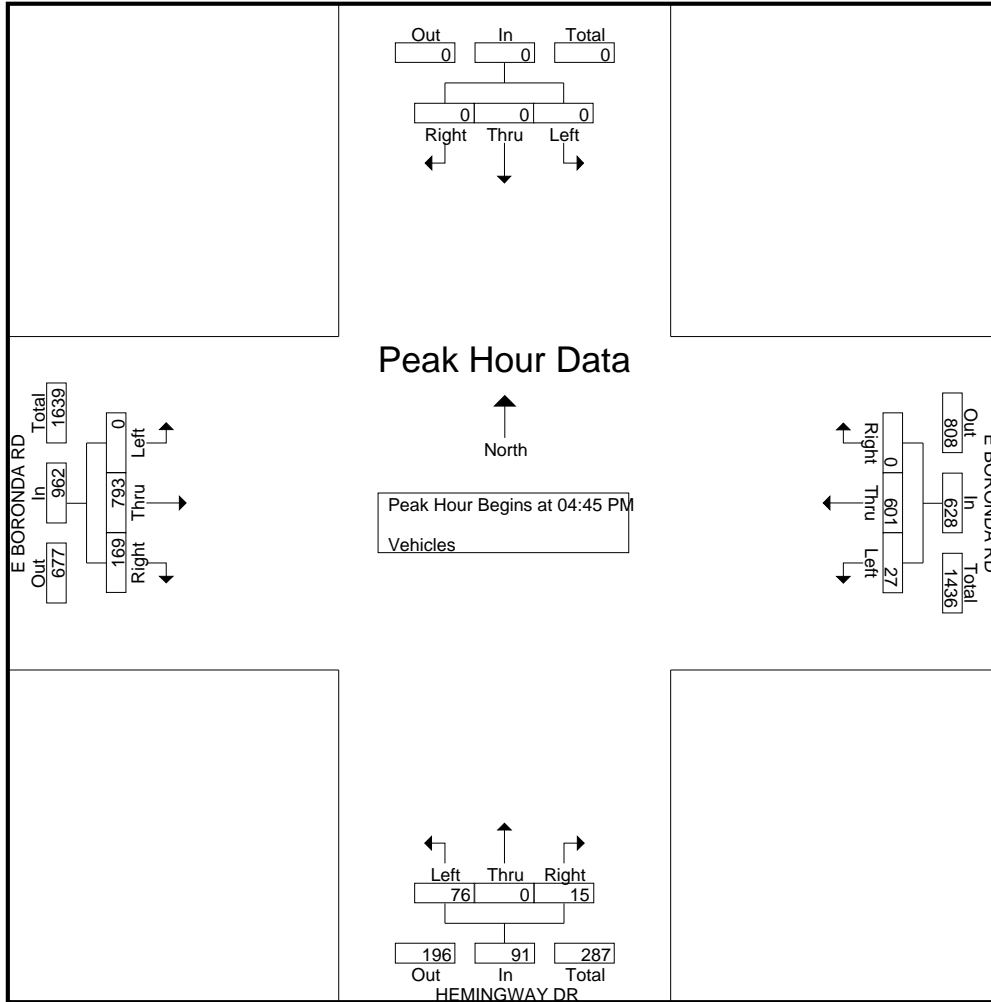 Out In Total
0 0 0
0 0 0
Right Thru Left
Peak Hour Data
North
Peak Hour Begins at 04:45 PM
Vehicles
E BORONDA RD
Out In Total
677 962 1639
169 793 0
Right Thru Left
E BORONDA RD
Out In Total
808 628 1436
0 601 27
Right Thru Left
Left Thru Right
76 0 15
196 91 287
Out In Total
HEMINGWAY DR